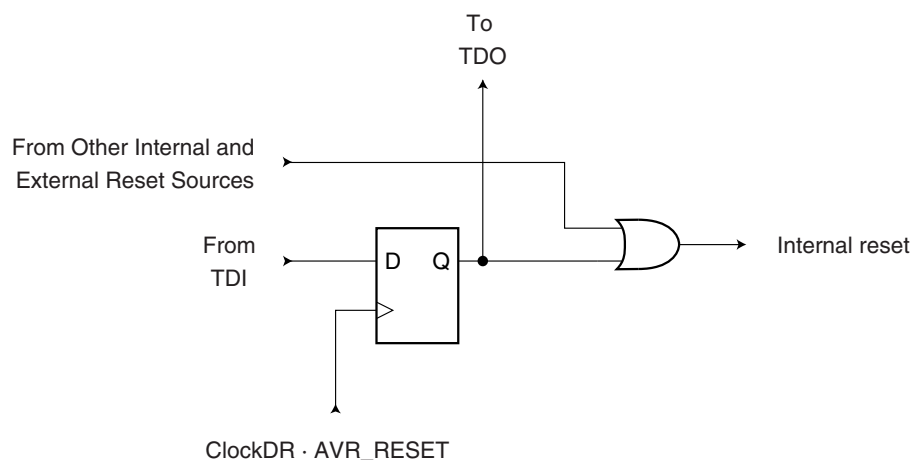 To
TDO
From Other Internal and
External Reset Sources
From
TDI
D
Q
Internal reset
ClockDR · AVR_RESET